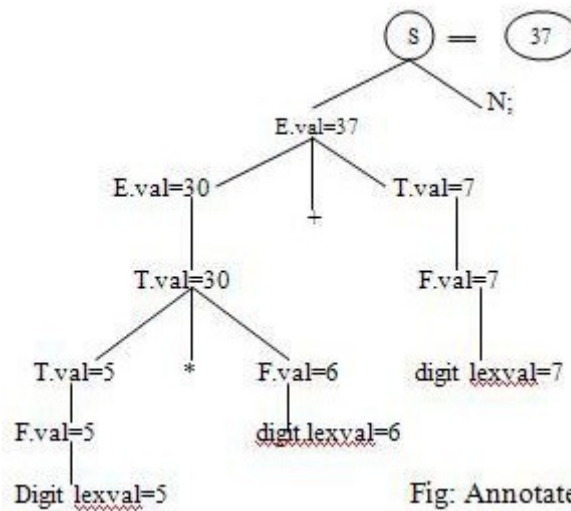 S == 37
N;
E.val=37
E.val=30 + T.val=7
T.val=30 F.val=7
T.val=5 * F.val=6 digit lexval=7
F.val=5 digit.lexval=6
Digit lexval=5 Fig: Annotate